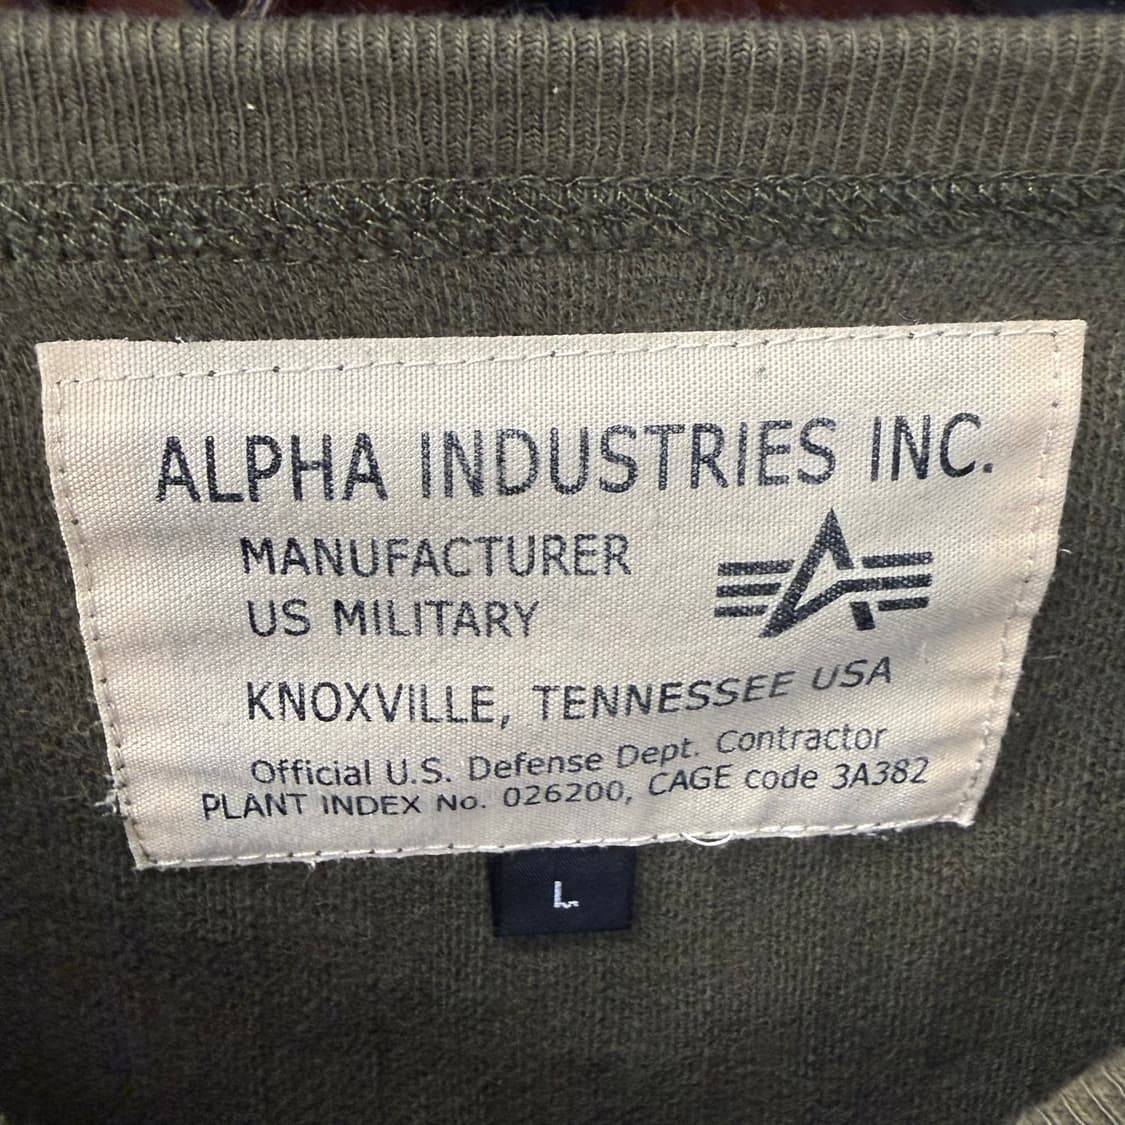 ALPHA INDUSTRIES INC.
MANUFACTURER
US MILITARY
KNOXVILLE, TENNESSEE USA
Official U.S. Defense Dept. Contractor
PLANT INDEX No. 026200, CAGE code 3A382
L